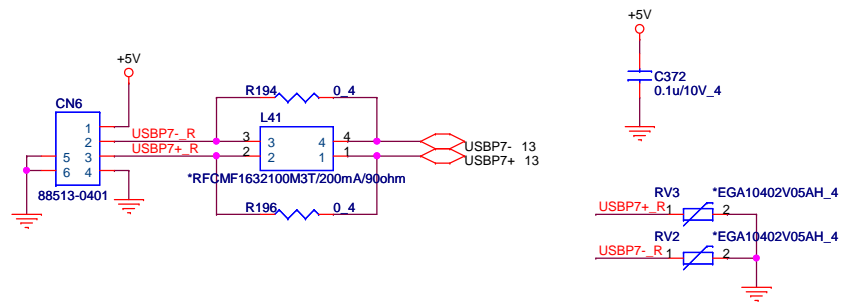 +5V
CN6
1
2
3
4
5
6
88513-0401
USBP7-_R
USBP7+_R
R194 0_4
L41
3 3 4 4
2 2 1 1
*RFCMF1632100M3T/200mA/90ohm
R196 0_4
USBP7- 13
USBP7+ 13
+5V
C372
0.1u/10V_4
RV3 *EGA10402V05AH_4
USBP7+_R 1 2
RV2 *EGA10402V05AH_4
USBP7-_R 1 2